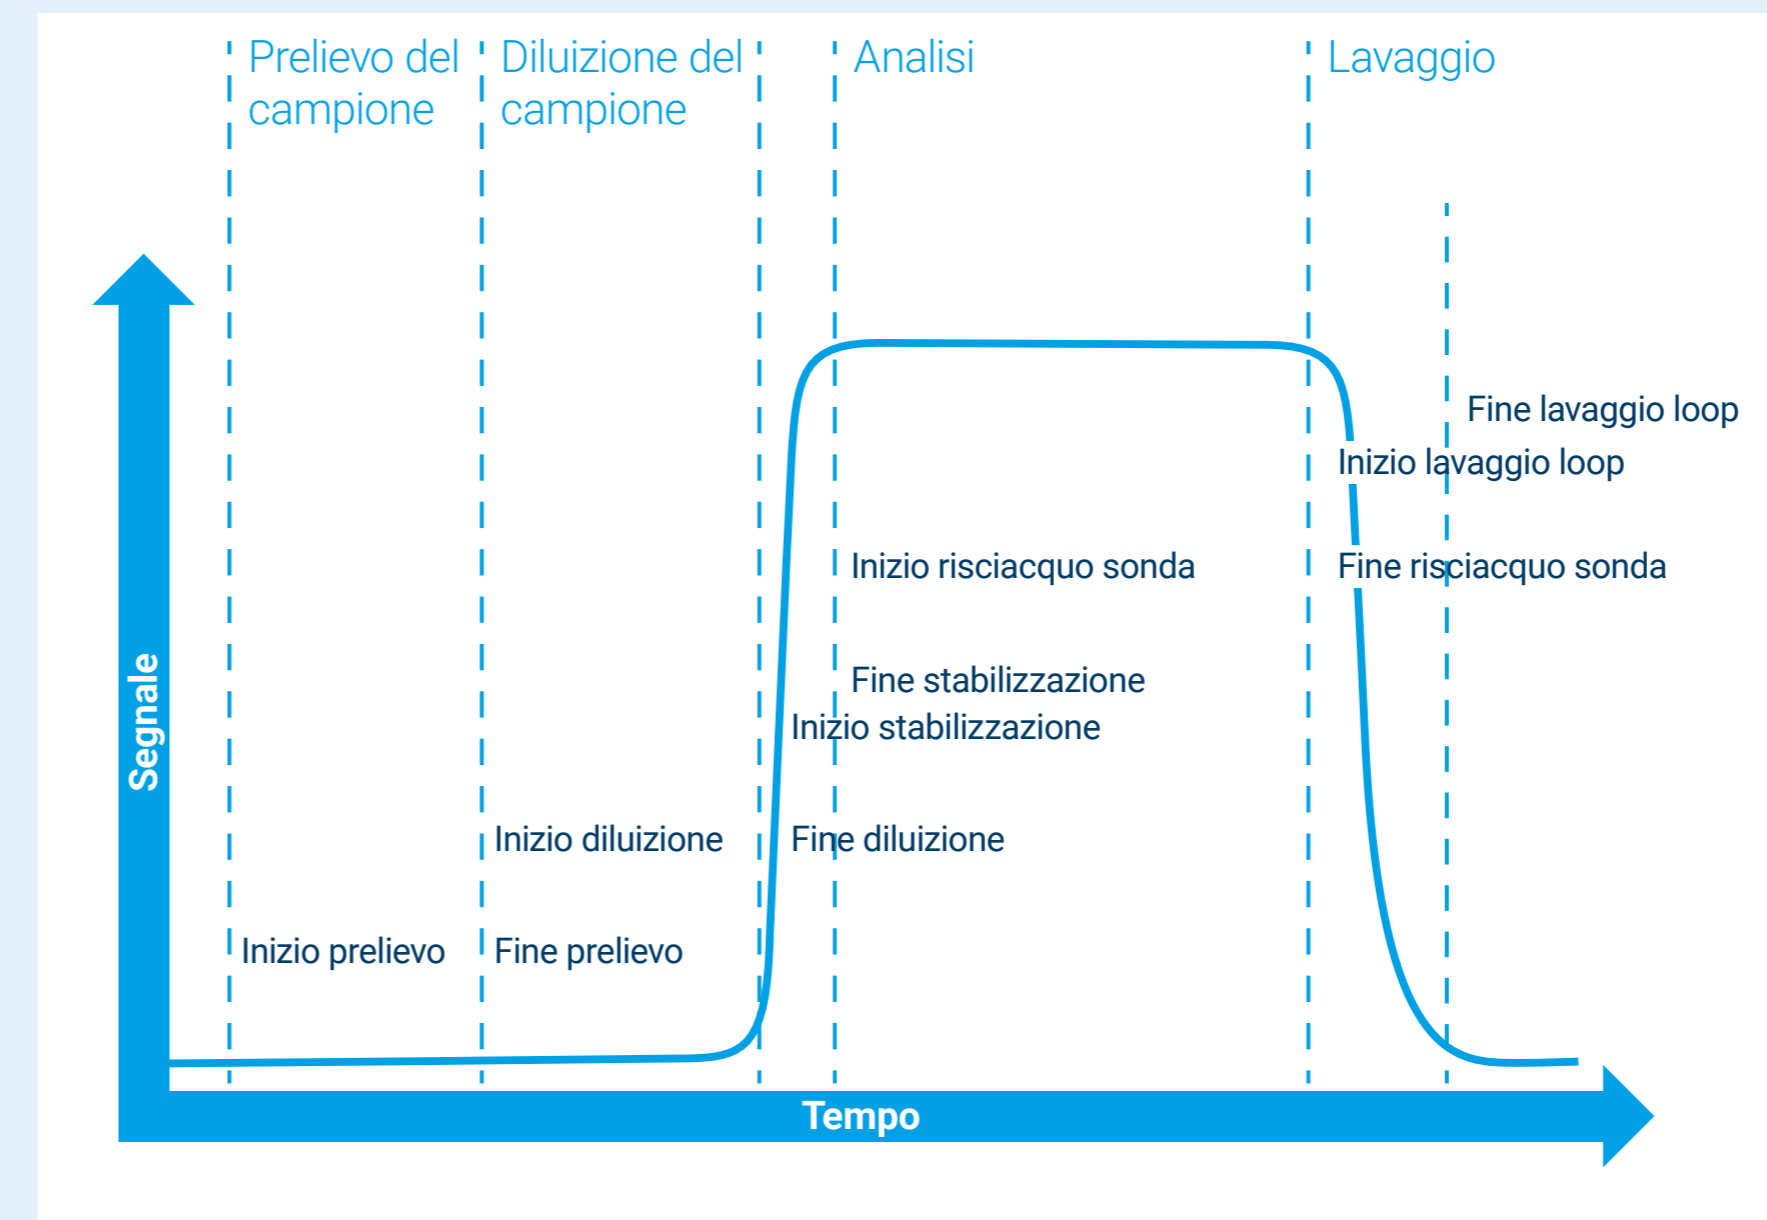 Prelievo del
campione
Diluizione del
campione
Analisi
Lavaggio
Fine lavaggio loop
Inizio lavaggio loop
Inizio risciacquo sonda
Fine risciacquo sonda
Fine stabilizzazione
Inizio stabilizzazione
Inizio diluizione
Fine diluizione
Inizio prelievo
Fine prelievo
Segnale
Tempo